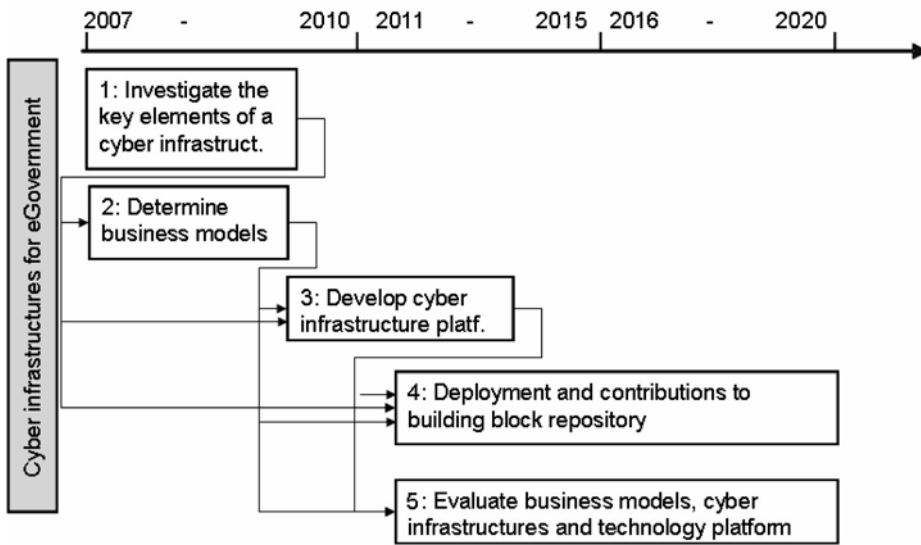 2007 - 2010 2011 - 2015 2016 - 2020
Cyber infrastructures for eGovernment
1: Investigate the
key elements of a
cyber infrastruct.
2: Determine
business models
3: Develop cyber
infrastructure platf.
4: Deployment and contributions to
building block repository
5: Evaluate business models, cyber
infrastructures and technology platform